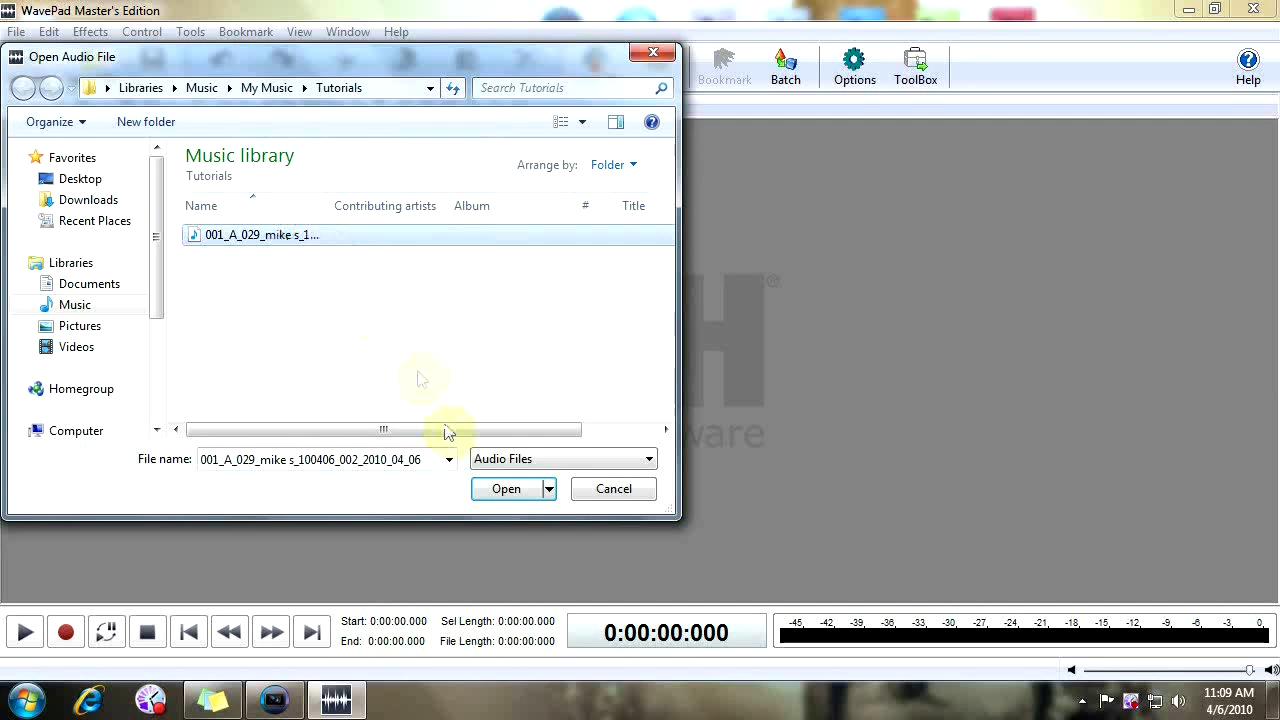 WavePad Master's Edition
File Edit Effects Control Tools Bookmark View Window Help
Open Audio File
Libraries Music My Music Tutorials
Search Tutorials
Bookmark Batch Options ToolBox Help
Organize New folder
Favorites
Desktop
Downloads
Recent Places
Libraries
Documents
Music
Pictures
Videos
Homegroup
Computer
Music library
Tutorials
Arrange by: Folder
Name Contributing artists Album # Title
001_A_029_mike s_1...
File name: 001_A_029_mike s_100406_002_2010_04_06
Audio Files
Open Cancel
H®
ware
Start: 0:00:00.000 Sel Length: 0:00:00.000
End: 0:00:00.000 File Length: 0:00:00.000
0:00:00:000
-45 -42 -39 -36 -33 -30 -27 -24 -21 -18 -15 -12 -9 -6 -3 0
11:09 AM
4/6/2010